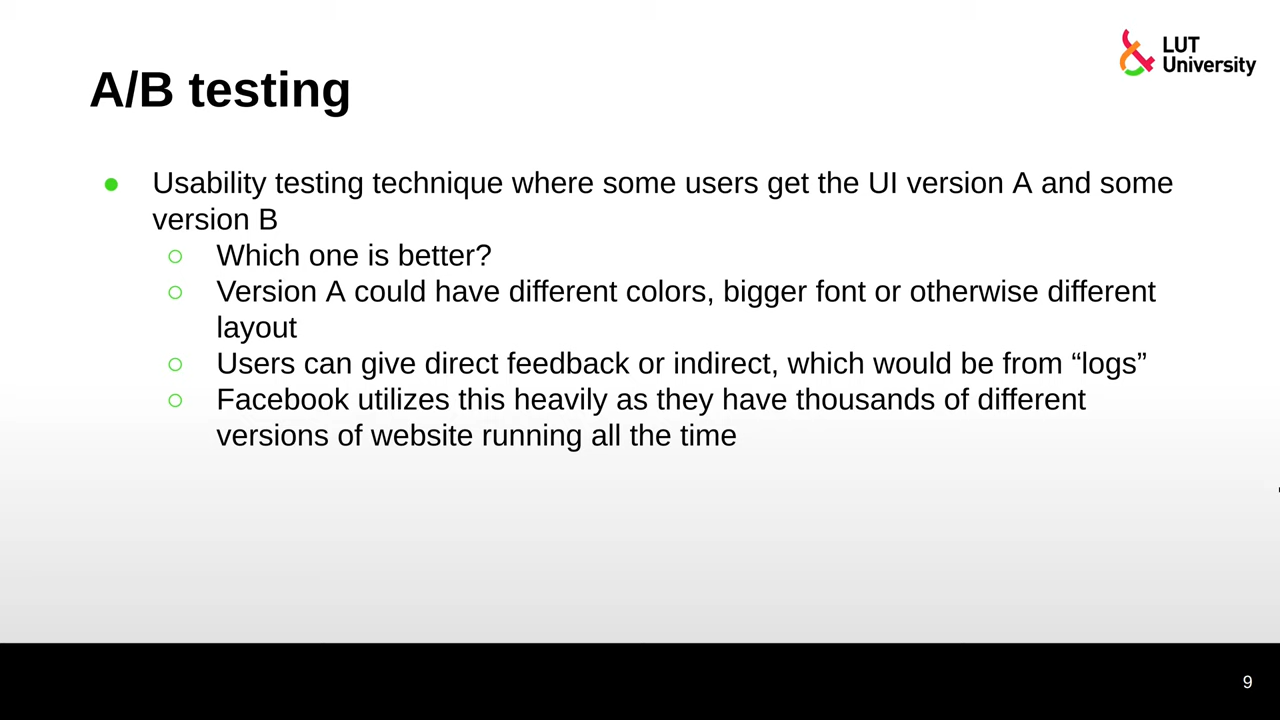 LUT
University
A/B testing
● Usability testing technique where some users get the UI version A and some
version B
○ Which one is better?
○ Version A could have different colors, bigger font or otherwise different
layout
○ Users can give direct feedback or indirect, which would be from “logs”
○ Facebook utilizes this heavily as they have thousands of different
versions of website running all the time
9